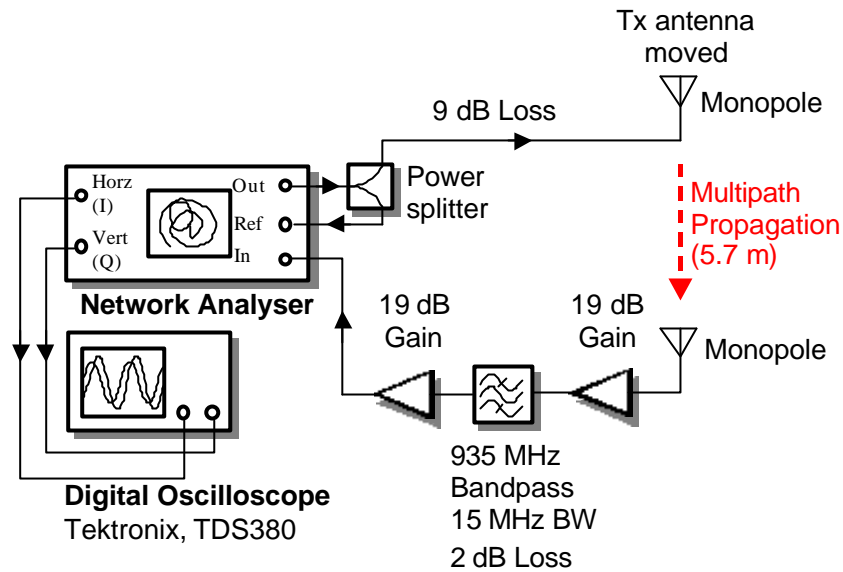 Tx antenna
moved
9 dB Loss
Monopole
Horz
(I)
Out
Power
splitter
Ref
Vert
(Q)
In
Multipath
Propagation
(5.7 m)
Network Analyser
19 dB
Gain
19 dB
Gain
Monopole
935 MHz
Bandpass
15 MHz BW
2 dB Loss
Digital Oscilloscope
Tektronix, TDS380